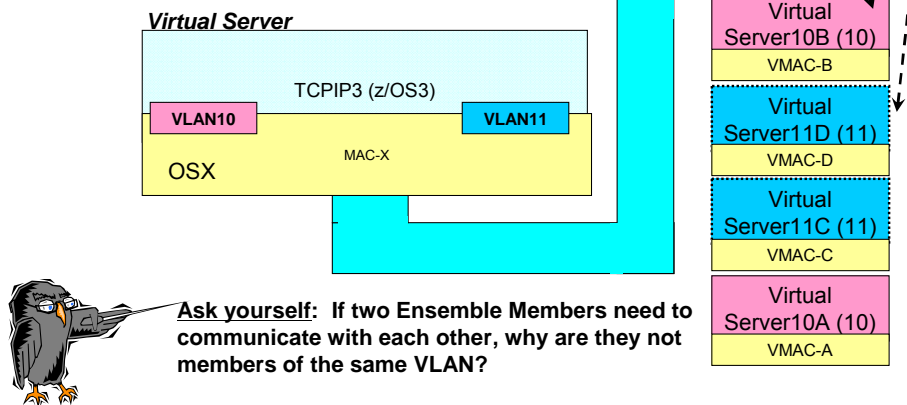 Virtual Server
TCPIP3 (z/OS3)
VLAN10
VLAN11
MAC-X
OSX
Ask yourself: If two Ensemble Members need to
communicate with each other, why are they not
members of the same VLAN?
Virtual
Server10B (10)
VMAC-B
Virtual
Server11D (11)
VMAC-D
Virtual
Server11C (11)
VMAC-C
Virtual
Server10A (10)
VMAC-A